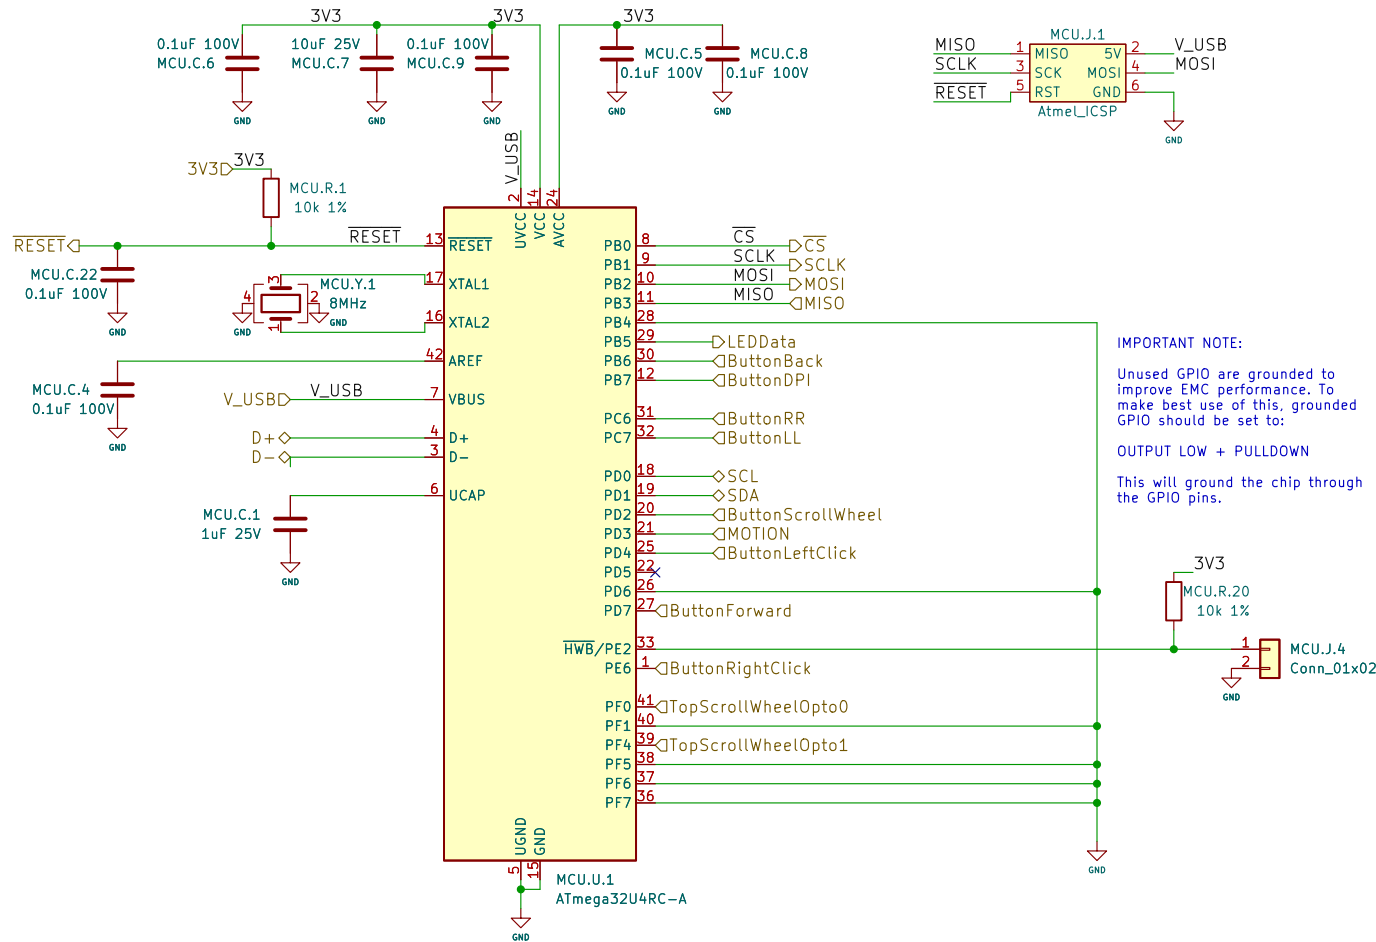 3V3
3V3
3V3
0.1uF 100V
MCU.C.6
10uF 25V
MCU.C.7
0.1uF 100V
MCU.C.9
MCU.C.5
0.1uF 100V
MCU.C.8
0.1uF 100V
GND
GND
GND
GND
GND
MCU.J.1
MISO
1
MISO
5V
2
V_USB
SCLK
3
SCK
MOSI
4
MOSI
RESET
5
RST
GND
6
Atmel_ICSP
GND
V_USB
2
14
24
UVCC
VCC
AVCC
3V3
3V3
MCU.R.1
10k 1%
RESET
RESET
13
RESET
MCU.C.22
0.1uF 100V
GND
3
MCU.Y.1
8MHz
4
2
1
GND
GND
17
XTAL1
16
XTAL2
42
AREF
MCU.C.4
0.1uF 100V
GND
V_USB
V_USB
7
VBUS
D+
4
D+
D-
3
D-
6
UCAP
MCU.C.1
1uF 25V
GND
PB0
8
CS
CS
PB1
9
SCLK
SCLK
PB2
10
MOSI
MOSI
PB3
11
MISO
MISO
PB4
28
PB5
29
LEDData
PB6
30
ButtonBack
PB7
12
ButtonDPI
PC6
31
ButtonRR
PC7
32
ButtonLL
PD0
18
SCL
PD1
19
SDA
PD2
20
ButtonScrollWheel
PD3
21
MOTION
PD4
25
ButtonLeftClick
PD5
22
PD6
26
PD7
27
ButtonForward
HWB/PE2
33
PE6
1
ButtonRightClick
PF0
41
TopScrollWheelOpto0
PF1
40
PF4
39
TopScrollWheelOpto1
PF5
38
PF6
37
PF7
36
UGND
GND
5
15
MCU.U.1
ATmega32U4RC-A
GND
GND
IMPORTANT NOTE:
Unused GPIO are grounded to
improve EMC performance. To
make best use of this, grounded
GPIO should be set to:
OUTPUT LOW + PULLDOWN
This will ground the chip through
the GPIO pins.
3V3
MCU.R.20
10k 1%
1
2
MCU.J.4
Conn_01x02
GND